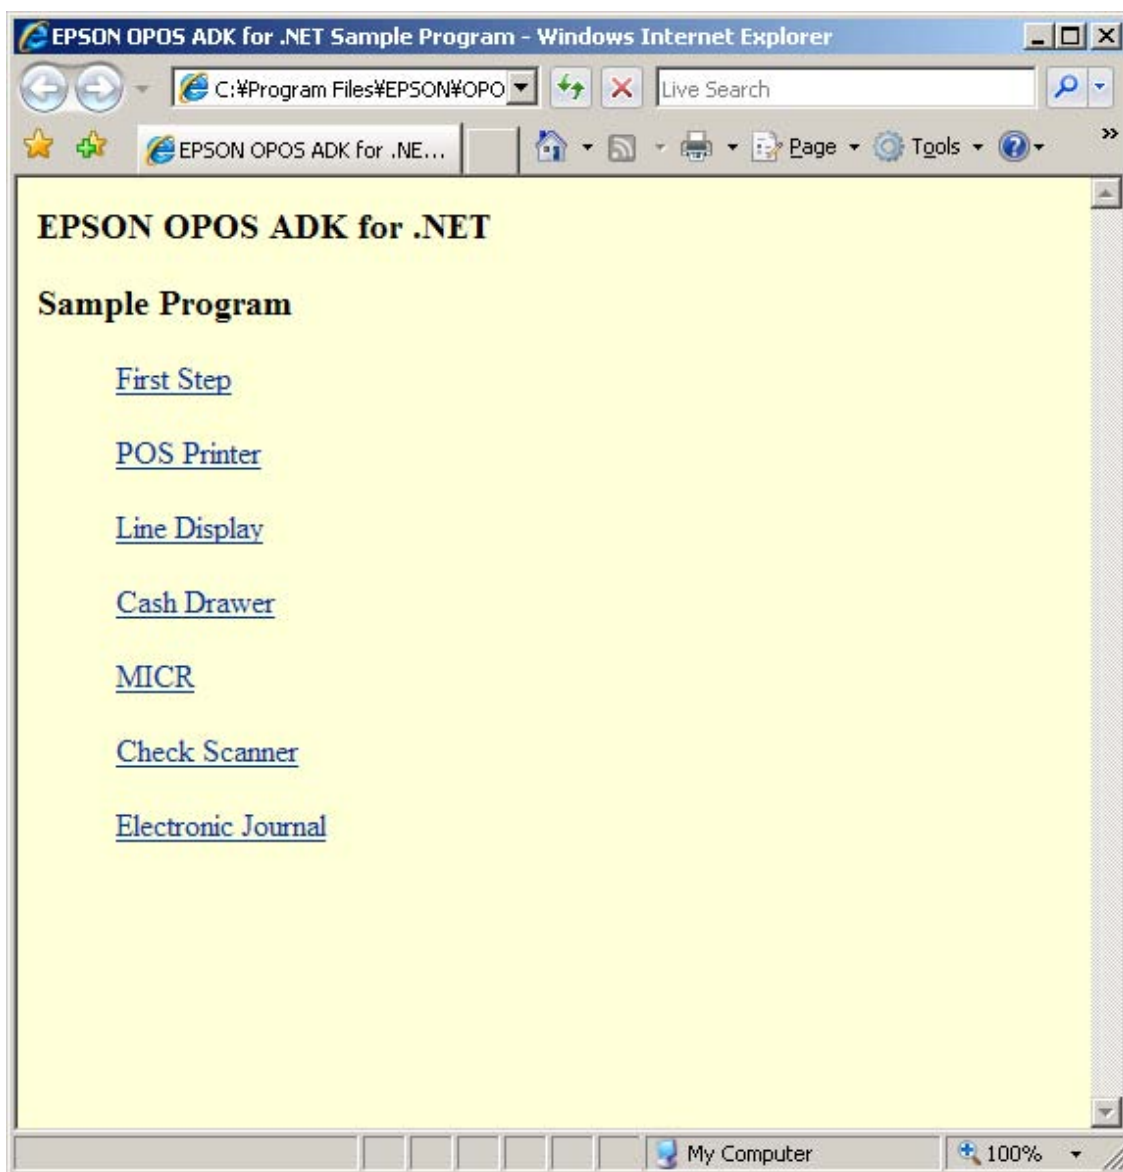 EPSON OPOS ADK for .NET Sample Program - Windows Internet Explorer
C:¥Program Files¥EPSON¥OPO
Live Search
EPSON OPOS ADK for .NE...
Page
Tools
»
EPSON OPOS ADK for .NET
Sample Program
First Step
POS Printer
Line Display
Cash Drawer
MICR
Check Scanner
Electronic Journal
My Computer
100%